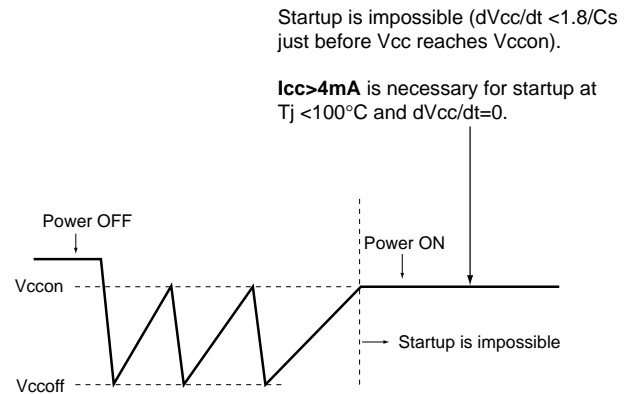 Startup is impossible (dVcc/dt <1.8/Cs
just before Vcc reaches Vccon).
Icc>4mA is necessary for startup at
Tj <100°C and dVcc/dt=0.
Power OFF
Power ON
Vccon
Startup is impossible
Vccoff